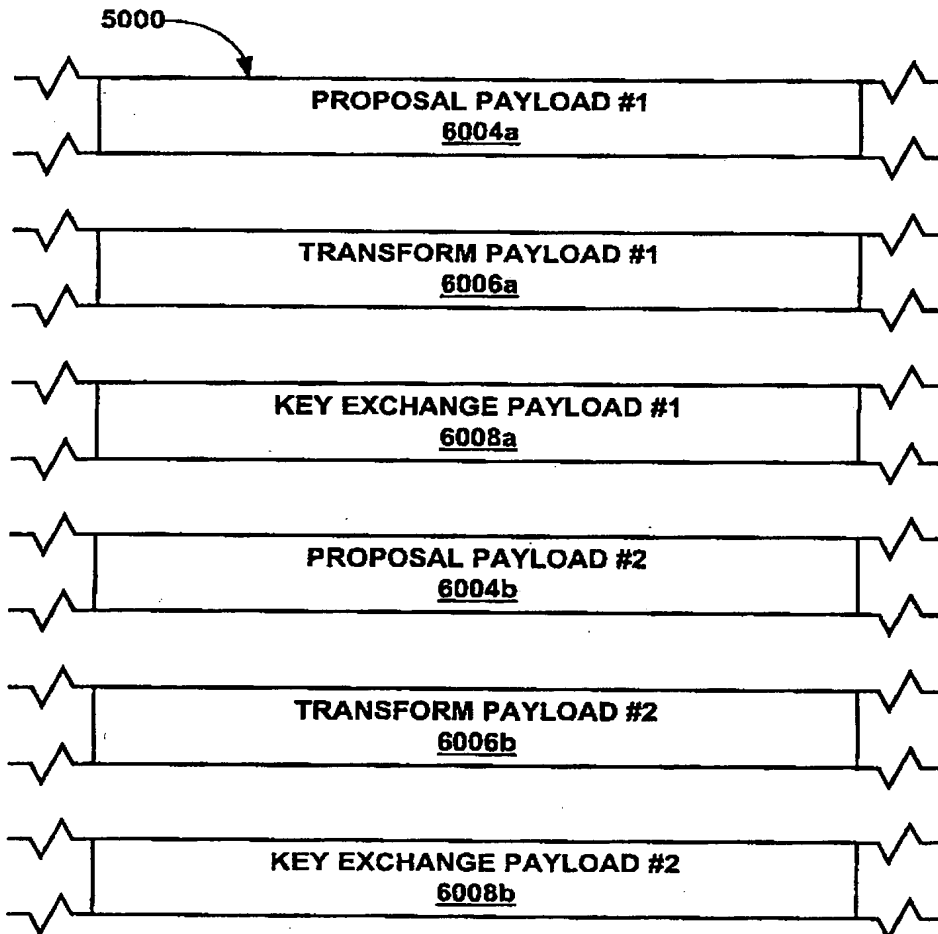 5000
PROPOSAL PAYLOAD #1
6004a
TRANSFORM PAYLOAD #1
6006a
KEY EXCHANGE PAYLOAD #1
6008a
PROPOSAL PAYLOAD #2
6004b
TRANSFORM PAYLOAD #2
6006b
KEY EXCHANGE PAYLOAD #2
6008b